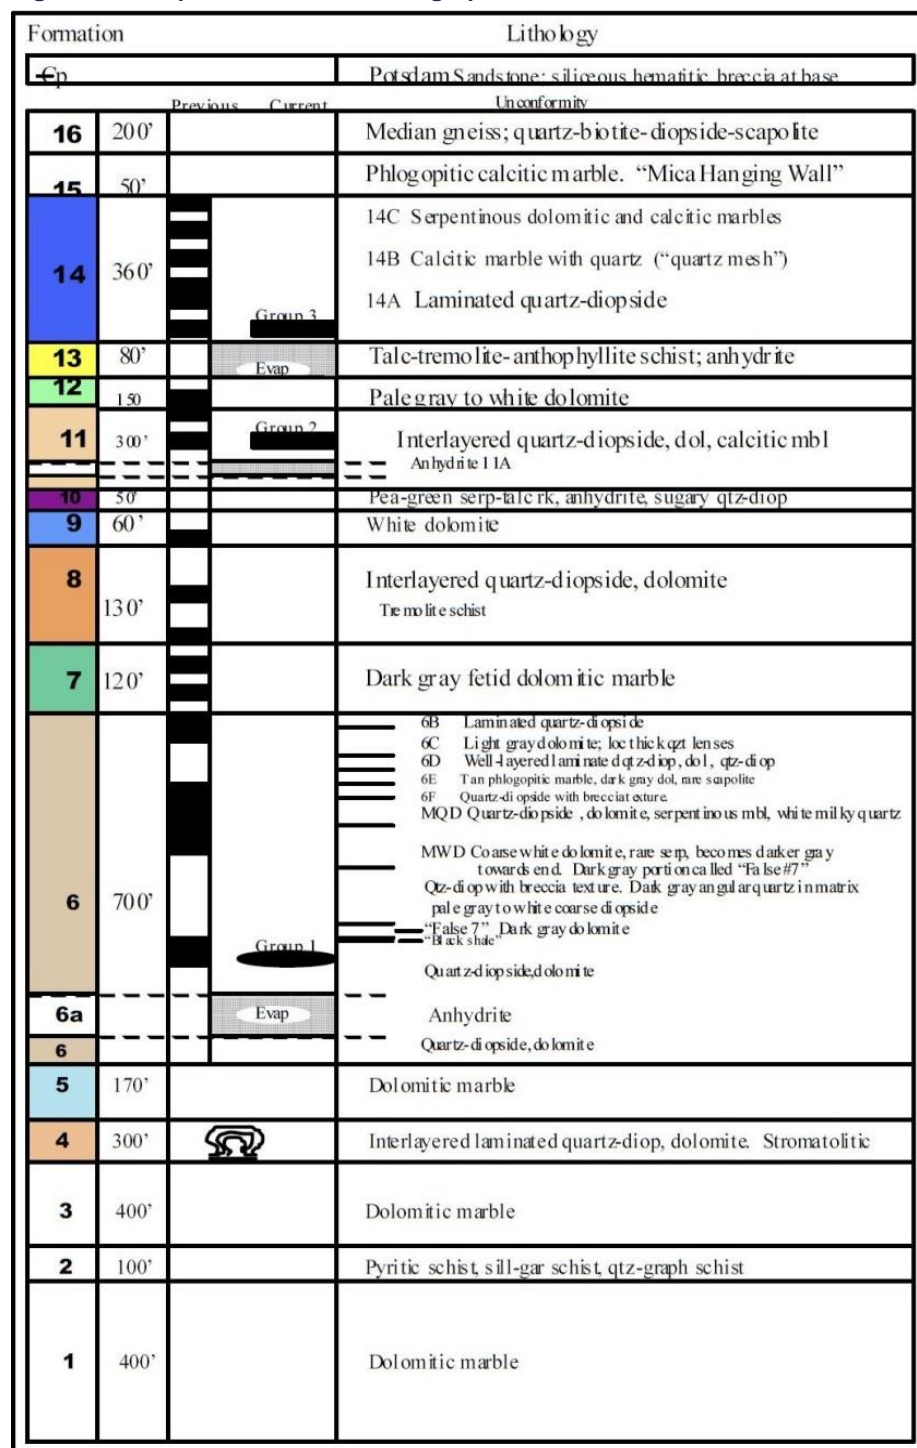 Formation Lithology
Cp Potsdam Sandstone: siliceous hematitic breccia at base
Previous Current Unconformity
16 200' Median gneiss; quartz-biotite-diopside-scapolite
15 50' Phlogopitic calcitic marble. "Mica Hanging Wall"
14C Serpentinous dolomitic and calcitic marbles
14B Calcitic marble with quartz ("quartz mesh")
14 360'
14A Laminated quartz-diopside
Group 3
13 80' Evap Talc-tremolite-anthophyllite schist; anhydrite
12 150 Pale gray to white dolomite
11 300' Group 2 Interlayered quartz-diopside, dol, calcitic mbl
Anhydrite 11A
10 50' Pea-green serp-talc rk, anhydrite, sugary qtz-diop
9 60' White dolomite
8 130' Interlayered quartz-diopside, dolomite
Tremolite schist
7 120' Dark gray fetid dolomitic marble
6B Laminated quartz-diopside
6C Light gray dolomite; loc thick qzt lenses
6D Well-layered laminated qtz-diop, dol, qtz-diop
6E Tan phlogopitic marble, dark gray dol, rare scapolite
6F Quartz-diopside with breccia texture.
MQD Quartz-diopside, dolomite, serpentinous mbl, white milky quartz
MWD Coarse white dolomite, rare serp, becomes darker gray
towards end. Dark gray portion called "False #7"
Qtz-diop with breccia texture. Dark gray angular quartz in matrix
6 700' pale gray to white coarse diopside
"False 7" Dark gray dolomite
"Black shale"
Group 1
Quartz-diopside,dolomite
6a Evap Anhydrite
6 Quartz-diopside, dolomite
5 170' Dolomitic marble
4 300' Interlayered laminated quartz-diop, dolomite. Stromatolitic
3 400' Dolomitic marble
2 100' Pyritic schist, sill-gar schist, qtz-graph schist
1 400' Dolomitic marble